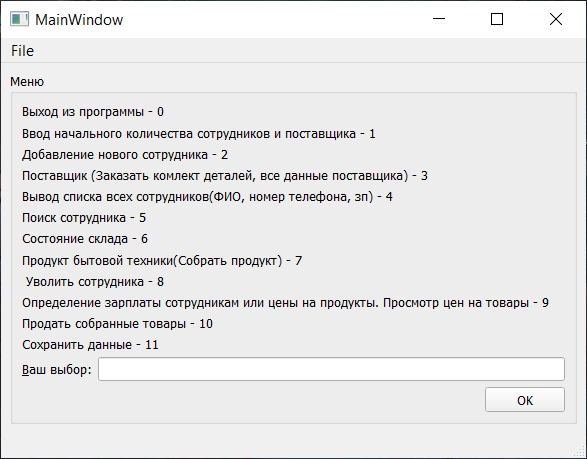 MainWindow
File
Меню
Выход из программы - 0
Ввод начального количества сотрудников и поставщика - 1
Добавление нового сотрудника - 2
Поставщик (Заказать комлект деталей, все данные поставщика) - 3
Вывод списка всех сотрудников(ФИО, номер телефона, зп) - 4
Поиск сотрудника - 5
Состояние склада - 6
Продукт бытовой техники(Собрать продукт) - 7
Уволить сотрудника - 8
Определение зарплаты сотрудникам или цены на продукты. Просмотр цен на товары - 9
Продать собранные товары - 10
Сохранить данные - 11
Ваш выбор:
OK